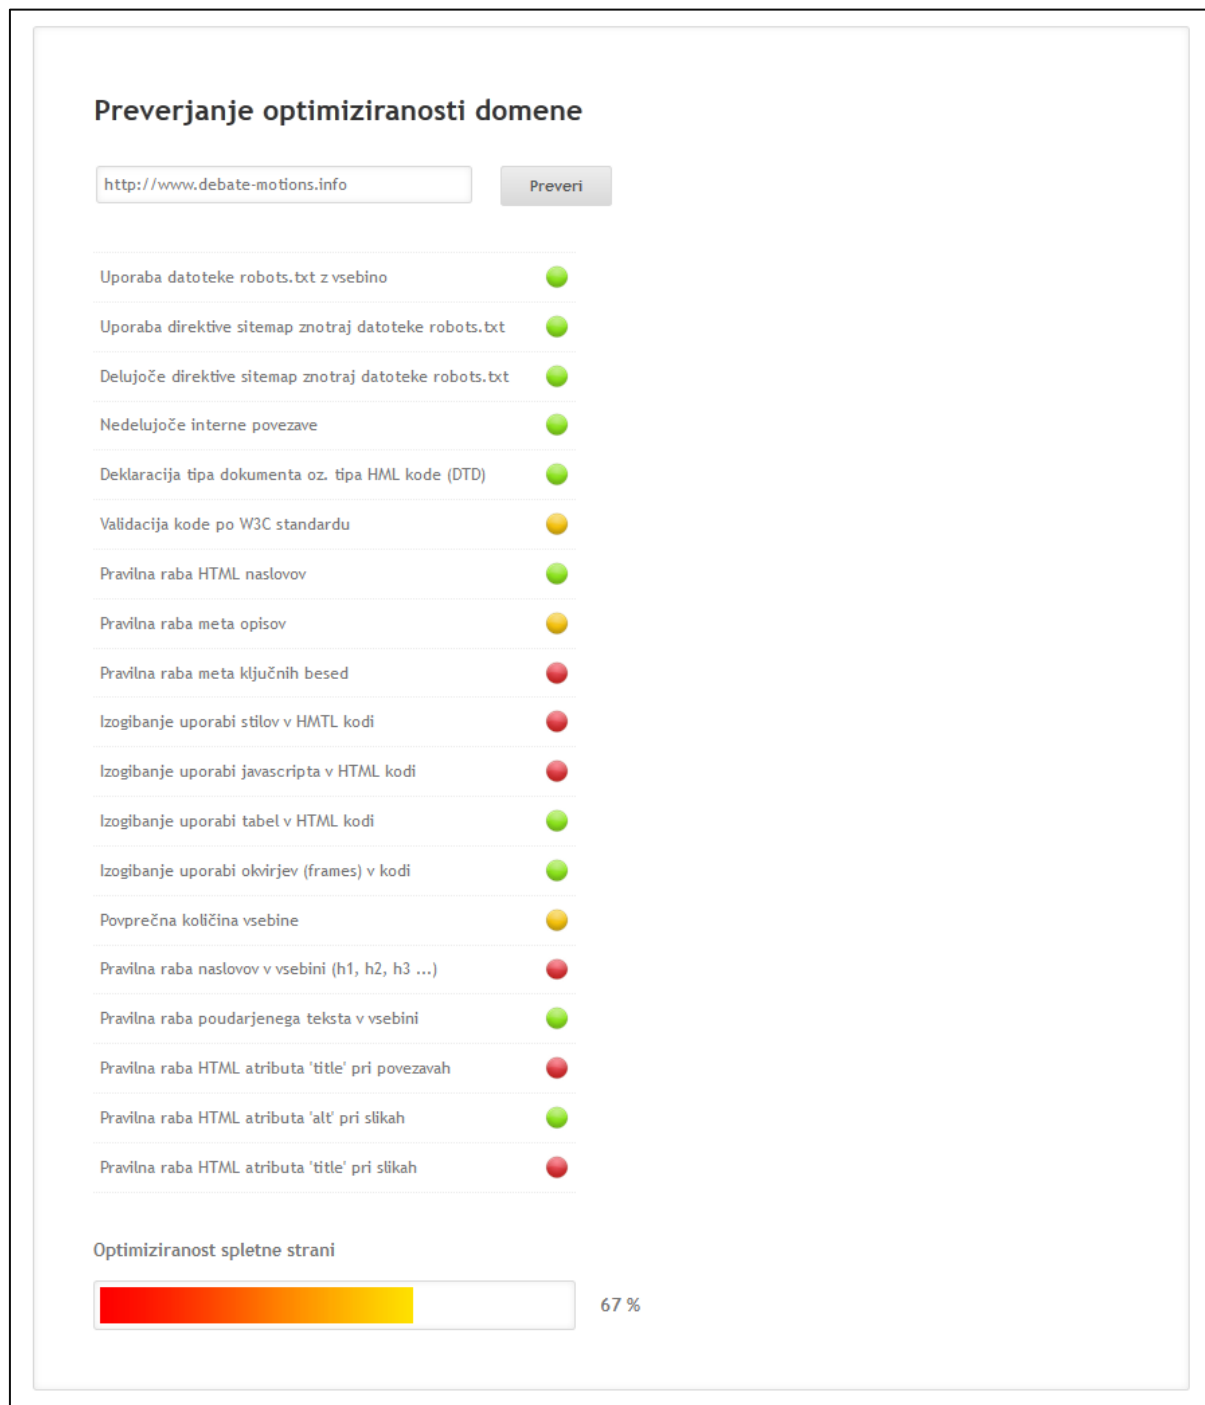 Preverjanje optimiziranosti domene
http://www.debate-motions.info
Preveri
Uporaba datoteke robots.txt z vsebino
Uporaba direktive sitemap znotraj datoteke robots.txt
Delujoče direktive sitemap znotraj datoteke robots.txt
Nedelujoče interne povezave
Deklaracija tipa dokumenta oz. tipa HML kode (DTD)
Validacija kode po W3C standardu
Pravilna raba HTML naslovov
Pravilna raba meta opisov
Pravilna raba meta ključnih besed
Izogibanje uporabi stilov v HMTL kodi
Izogibanje uporabi javascripta v HTML kodi
Izogibanje uporabi tabel v HTML kodi
Izogibanje uporabi okvirjev (frames) v kodi
Povprečna količina vsebine
Pravilna raba naslovov v vsebini (h1, h2, h3 ...)
Pravilna raba poudarjenega teksta v vsebini
Pravilna raba HTML atributa 'title' pri povezavah
Pravilna raba HTML atributa 'alt' pri slikah
Pravilna raba HTML atributa 'title' pri slikah
Optimiziranost spletne strani
67 %